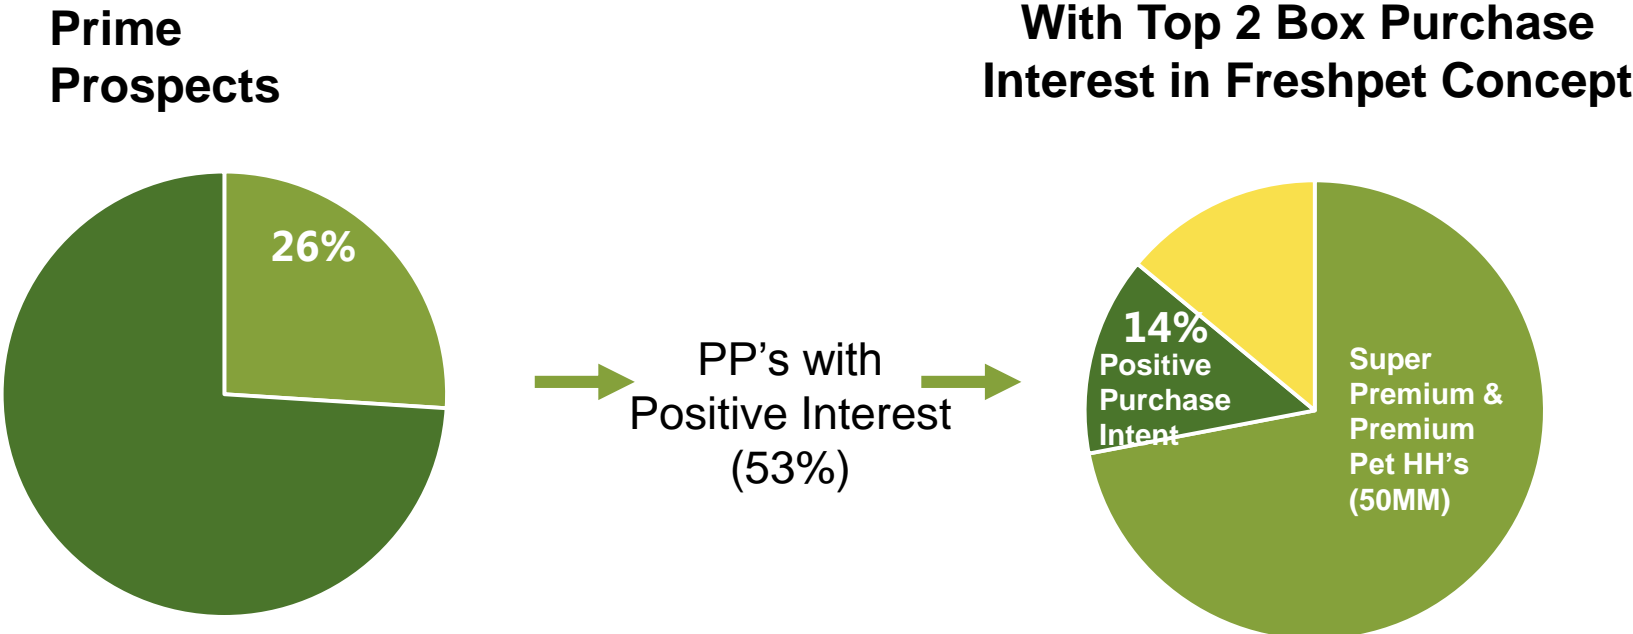 Prime
Prospects
With Top 2 Box Purchase
Interest in Freshpet Concept
26%
PP’s with
Positive Interest
(53%)
14%
Positive
Purchase
Intent
Super
Premium &
Premium
Pet HH’s
(50MM)